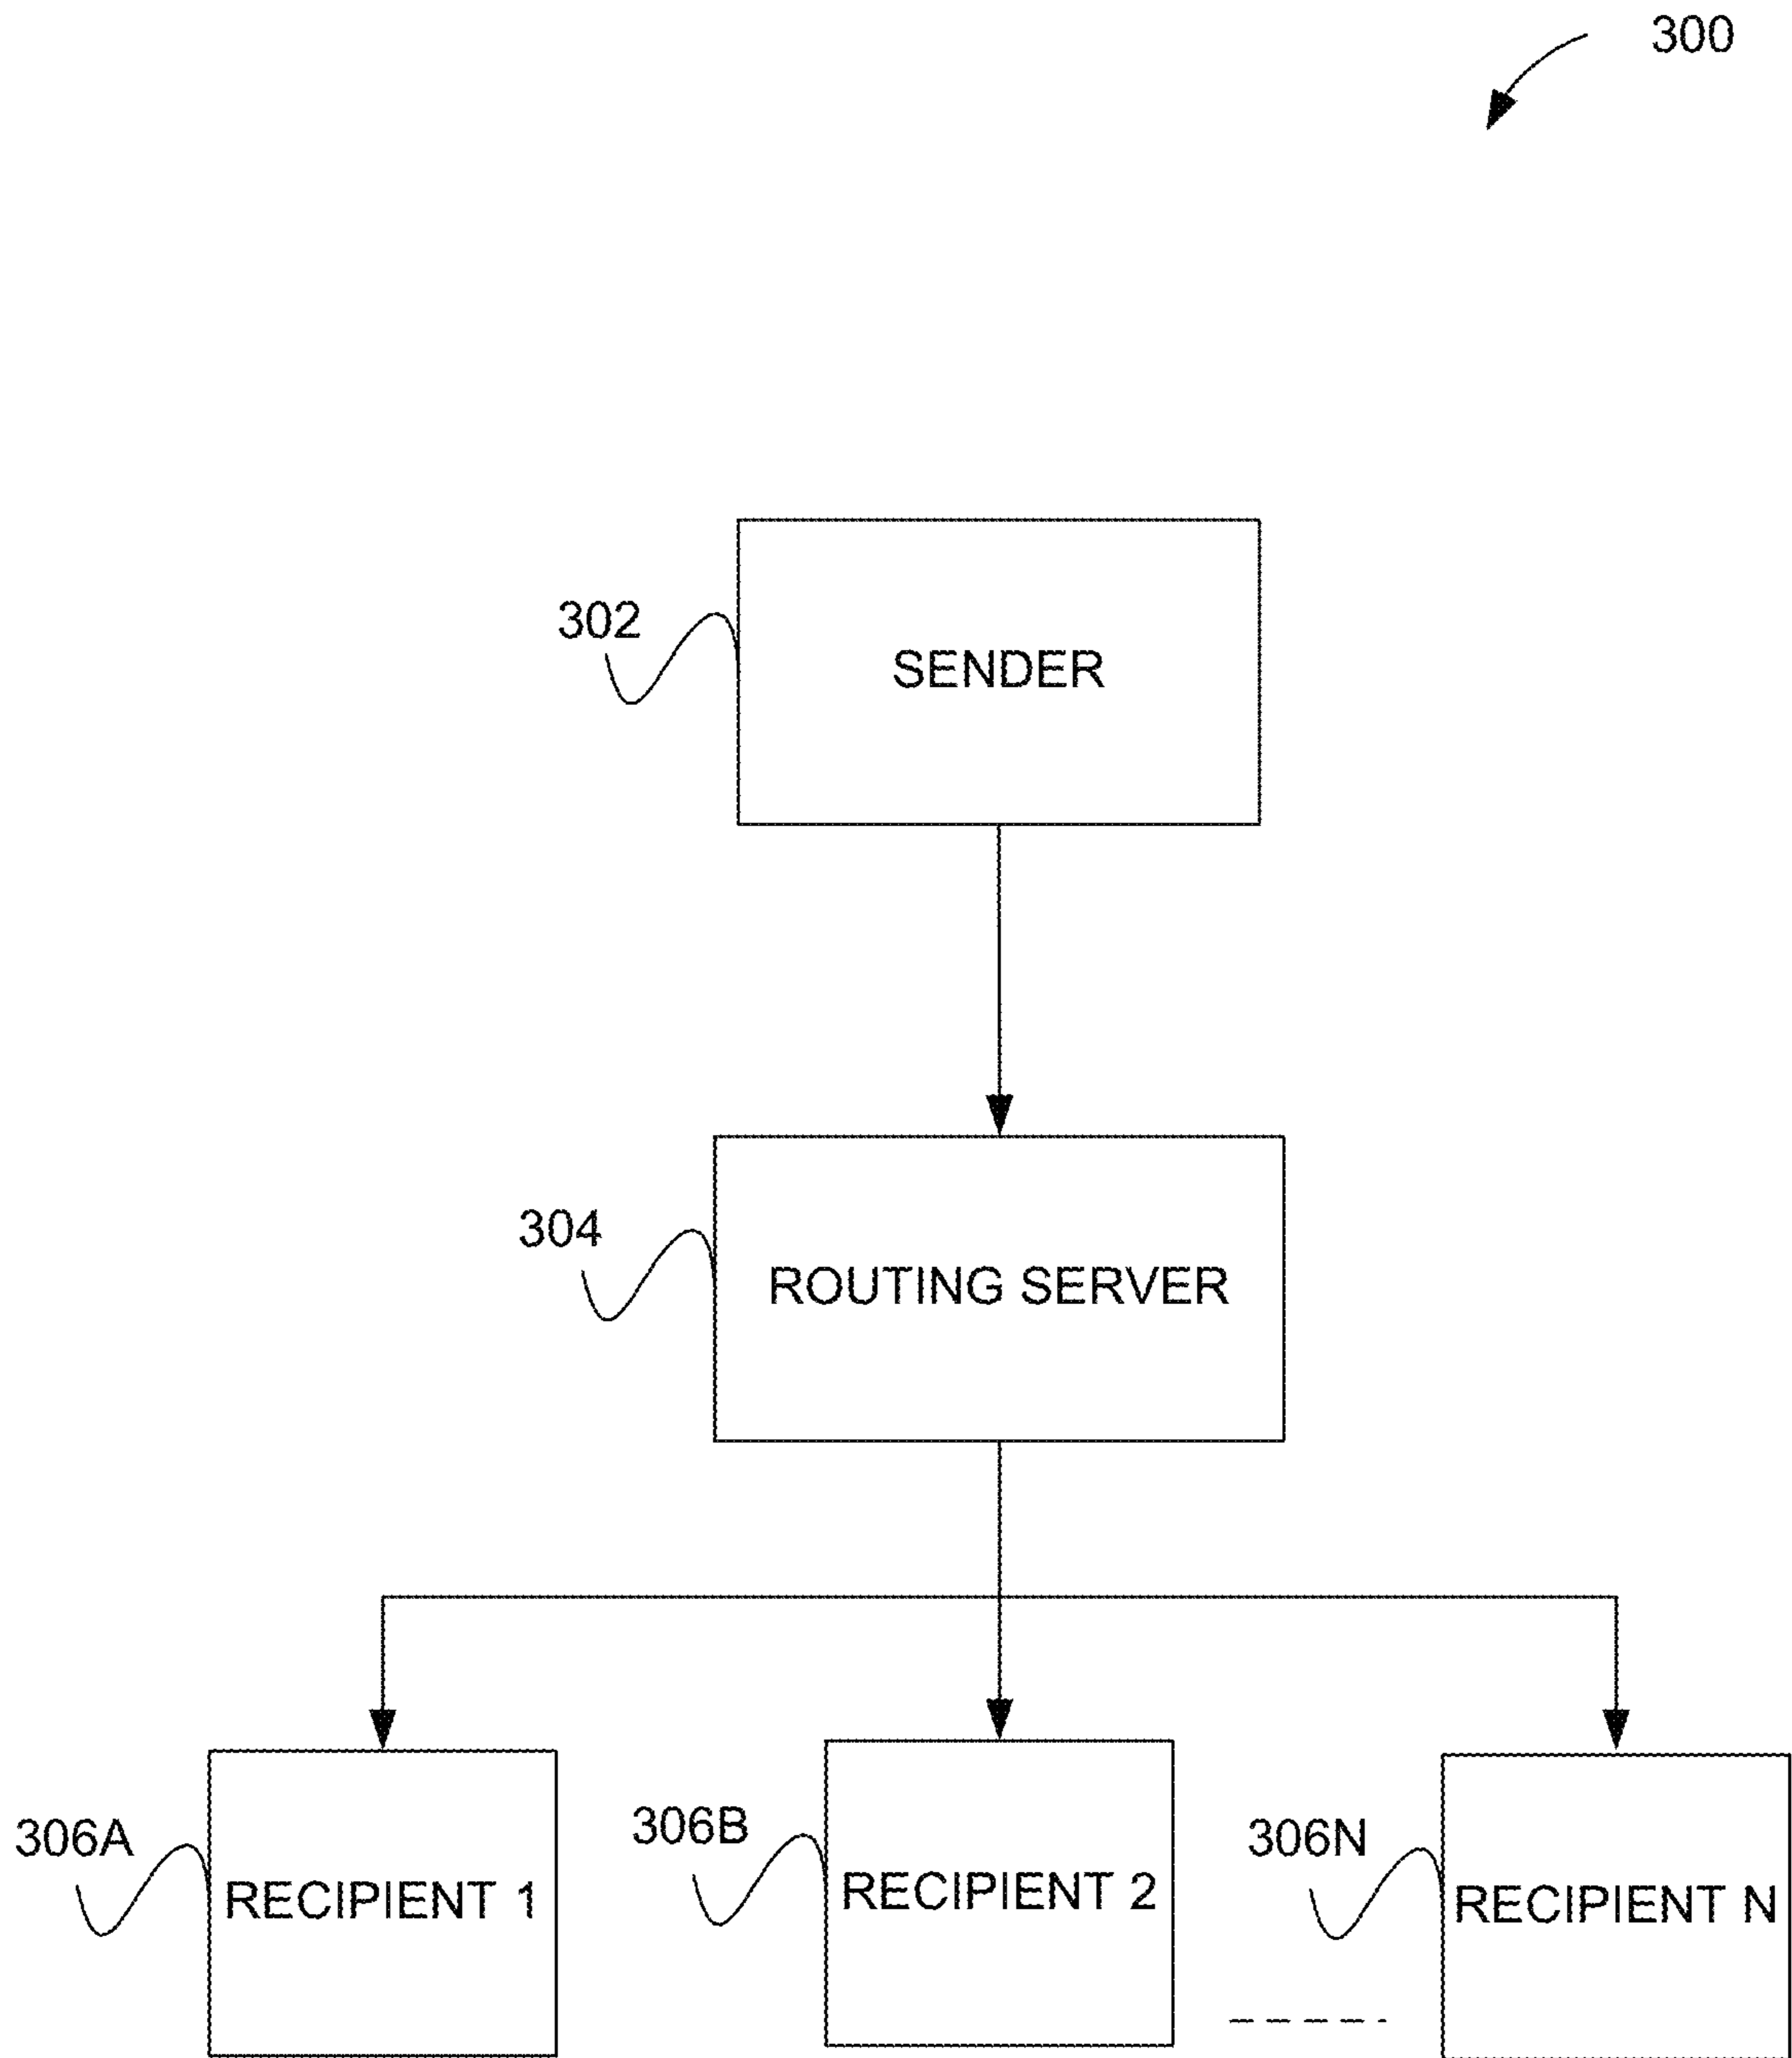 300
302
SENDER
304
ROUTING SERVER
306A
306B
306N
RECIPIENT 1
RECIPIENT 2
RECIPIENT N